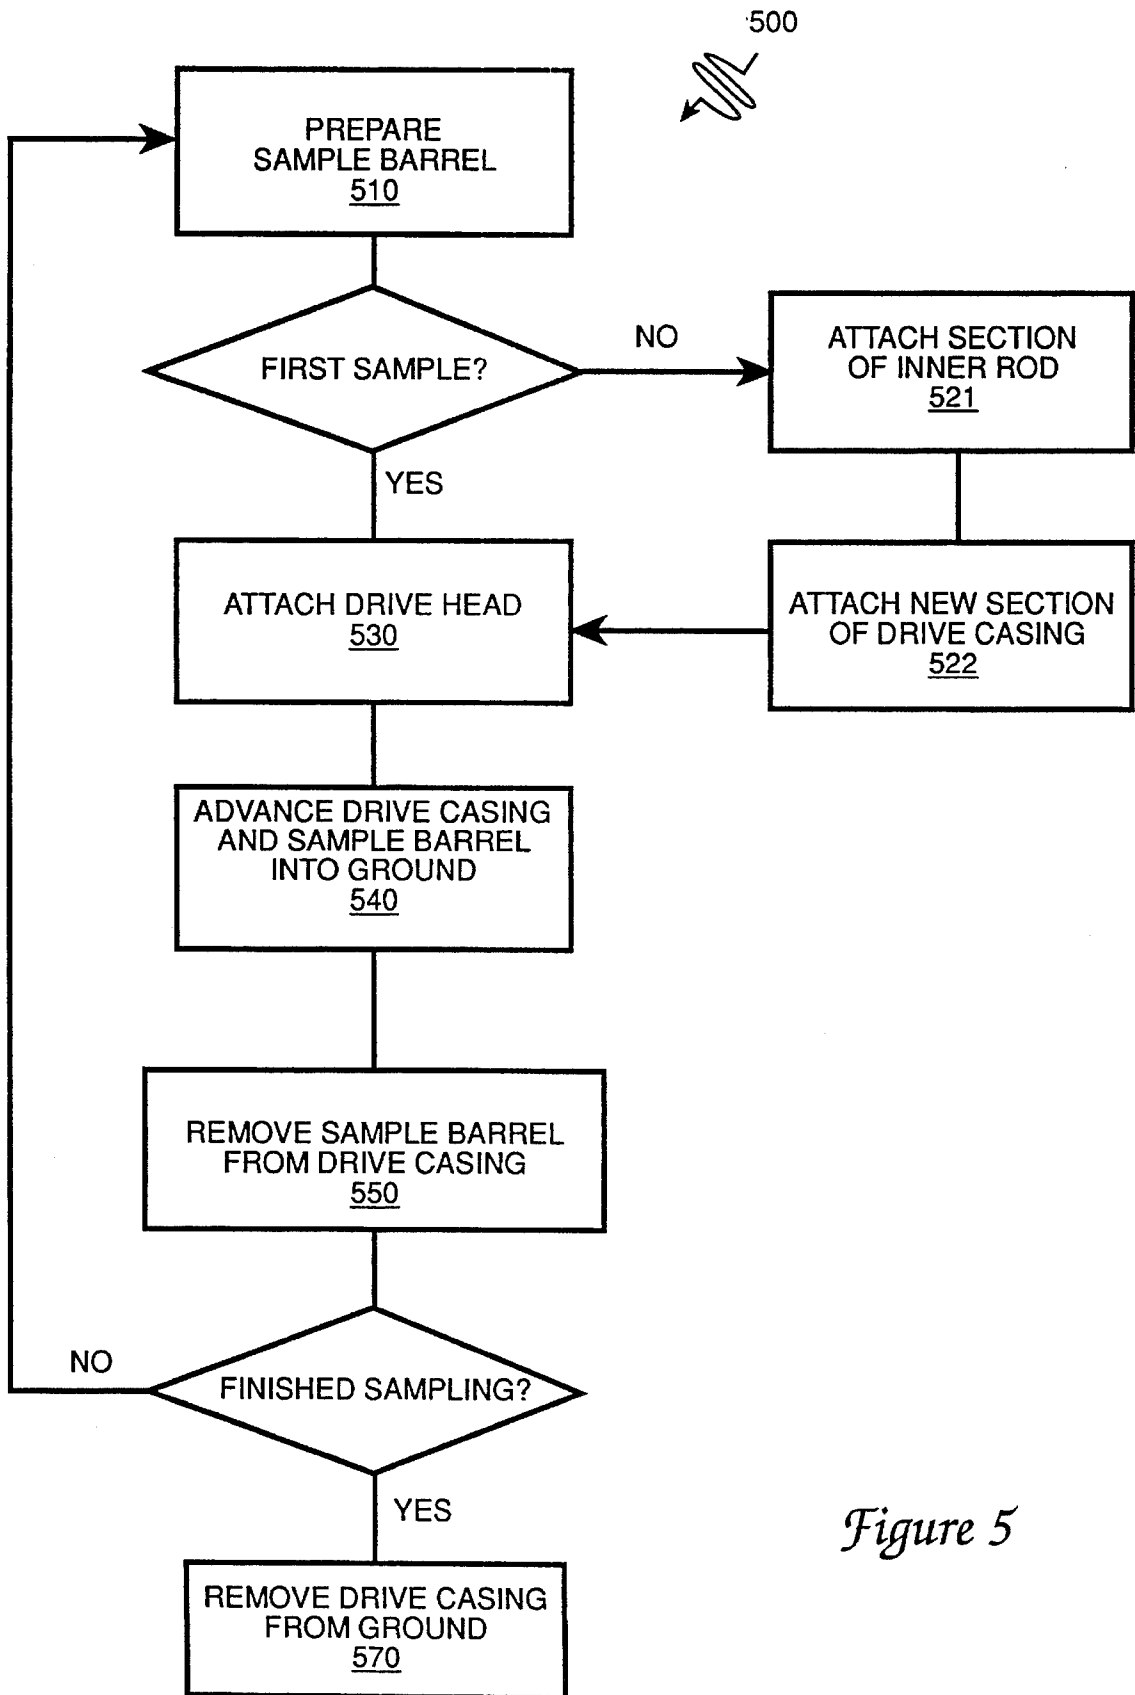 500
PREPARE
SAMPLE BARREL
510
FIRST SAMPLE?
NO
ATTACH SECTION
OF INNER ROD
521
YES
ATTACH DRIVE HEAD
530
ATTACH NEW SECTION
OF DRIVE CASING
522
ADVANCE DRIVE CASING
AND SAMPLE BARREL
INTO GROUND
540
REMOVE SAMPLE BARREL
FROM DRIVE CASING
550
NO
FINISHED SAMPLING?
YES
REMOVE DRIVE CASING
FROM GROUND
570
Figure 5